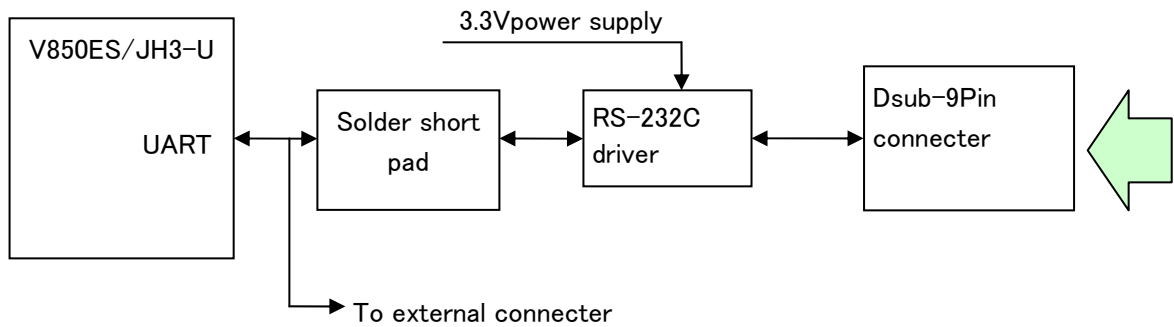 3.3Vpower supply
V850ES/JH3-U
UART
Solder short
pad
RS-232C
driver
Dsub-9Pin
connecter
To external connecter